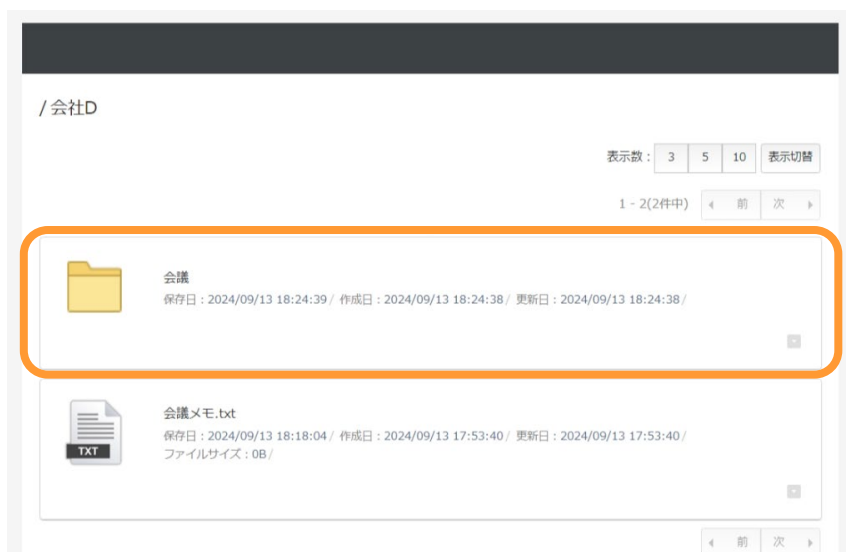 / 会社D
表示数： 3 5 10 表示切替
1 - 2(2件中) 前 次
会議
保存日：2024/09/13 18:24:39 / 作成日：2024/09/13 18:24:38 / 更新日：2024/09/13 18:24:38 /
会議メモ.txt
保存日：2024/09/13 18:18:04 / 作成日：2024/09/13 17:53:40 / 更新日：2024/09/13 17:53:40 /
TXT
ファイルサイズ：0B /
前 次